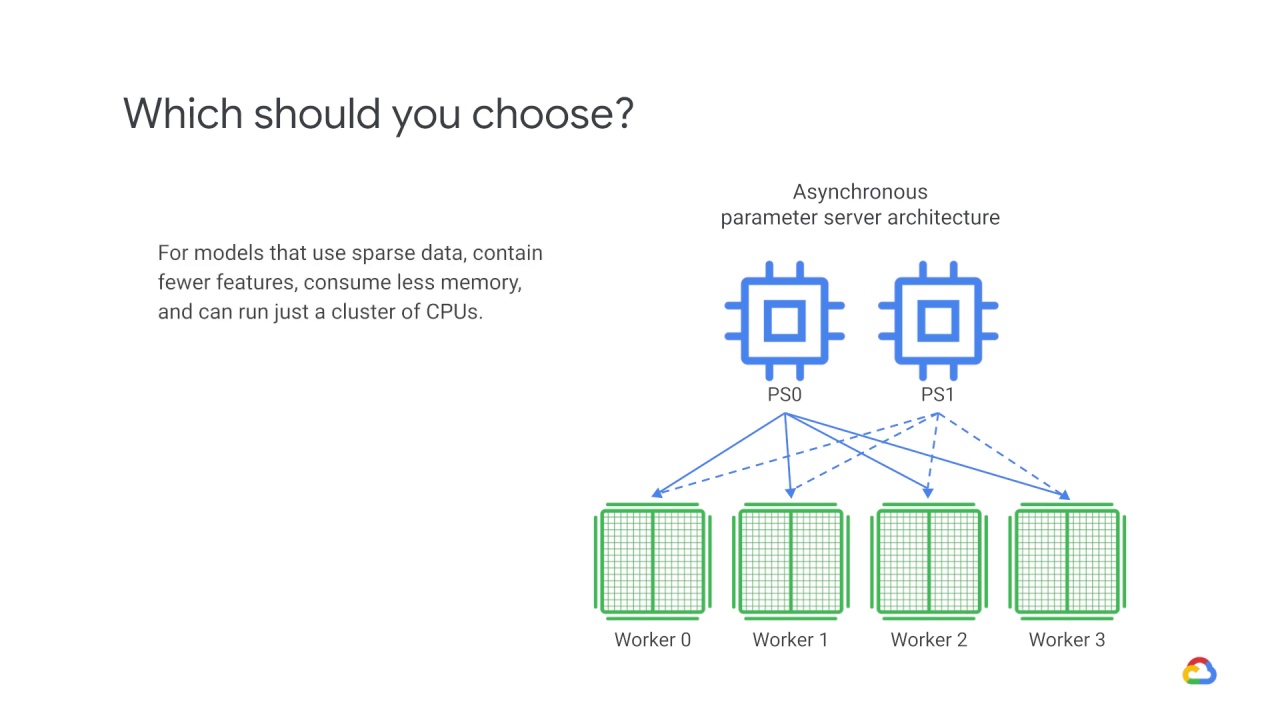 Which should you choose?
For models that use sparse data, contain
fewer features, consume less memory,
and can run just a cluster of CPUs.
Asynchronous
parameter server architecture
PS0
PS1
Worker 0
Worker 1
Worker 2
Worker 3